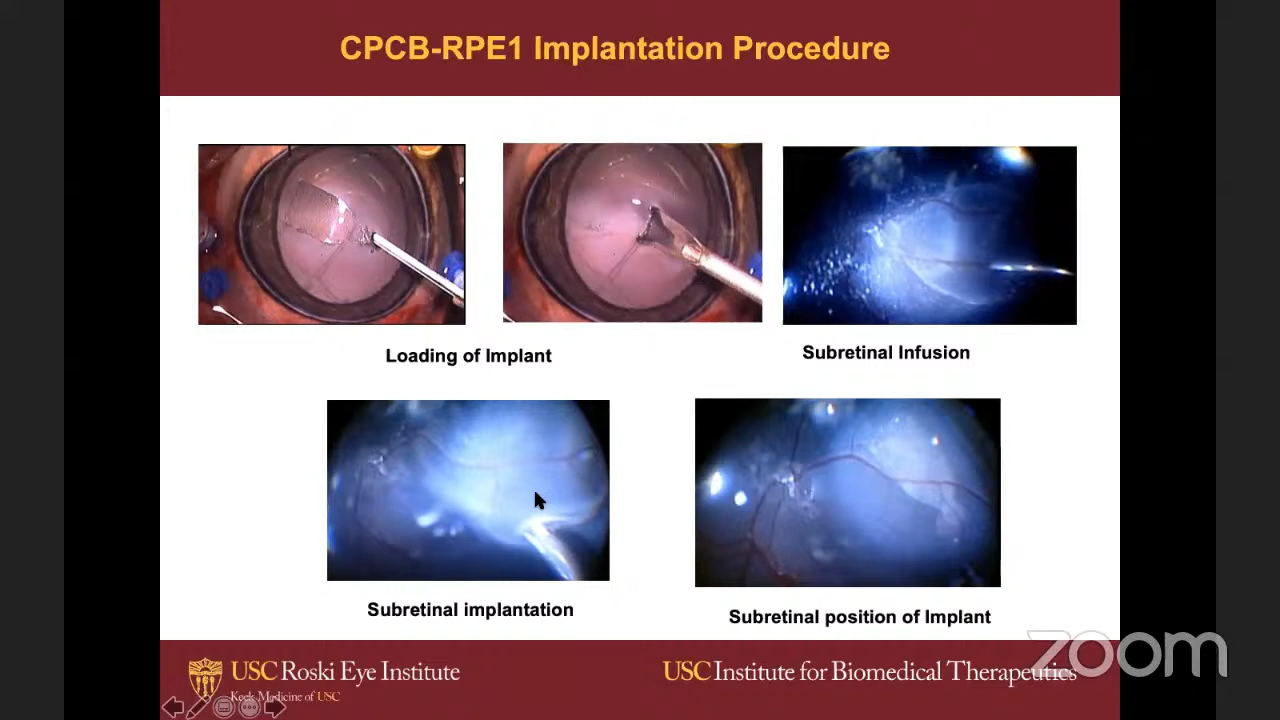 CPCB-RPE1 Implantation Procedure
Loading of Implant
Subretinal Infusion
Subretinal implantation
Subretinal position of Implant
USC Roski Eye Institute
Keck Medicine of USC
USC Institute for Biomedical Therapeutics
zoom